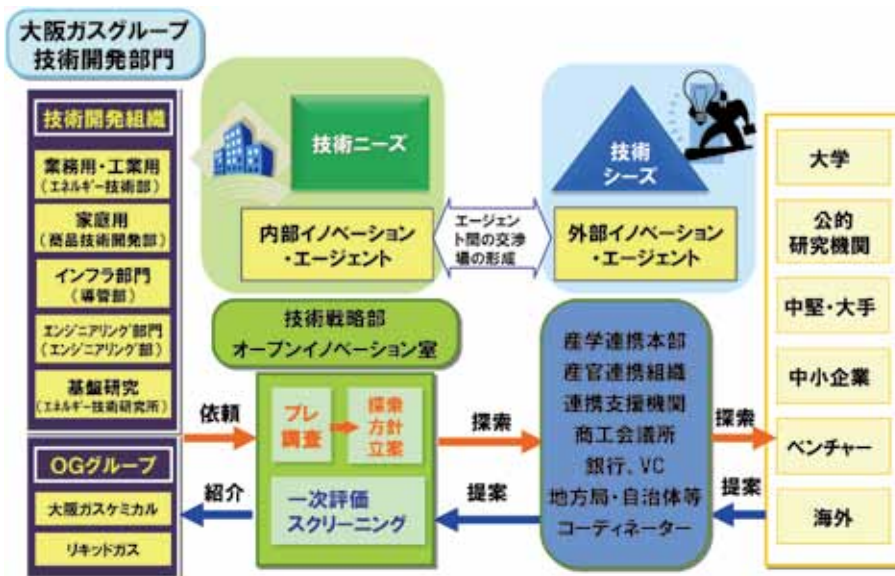 大阪ガスグループ
技術開発部門
技術開発組織
業務用・工業用
(エネルギー技術部)
家庭用
(商品技術開発部)
インフラ部門
(導管部)
エンジニアリング部門
(エンジニアリング部)
基盤研究
(エネルギー技術研究所)
OGグループ
大阪ガスケミカル
リキッドガス
技術ニーズ
内部イノベーション
・エージェント
エージェン
ト間の交渉
場の形成
技術
シーズ
外部イノベーション
・エージェント
技術戦略部
オープンイノベーション室
依頼
プレ
調査
探索
方針
立案
探索
紹介
一次評価
スクリーニング
提案
産学連携本部
産官連携組織
連携支援機関
商工会議所
銀行、VC
地方局・自治体等
コーディネーター
探索
提案
大学
公的
研究機関
中堅・大手
中小企業
ベンチャー
海外